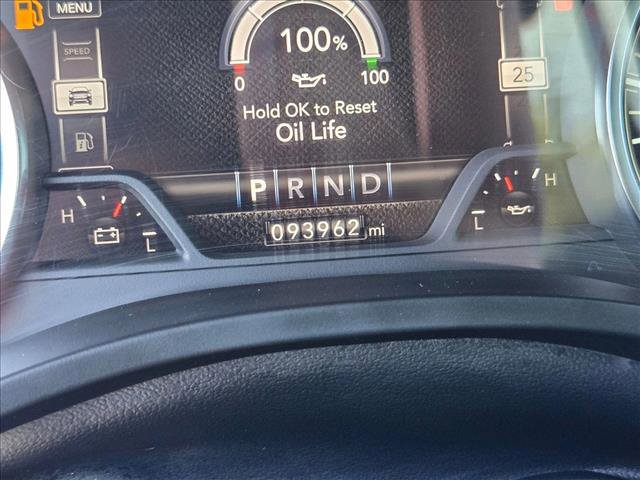 MENU
SPEED
100%
0 100
Hold OK to Reset
Oil Life
25
P R N D
H L
093962 mi
H L